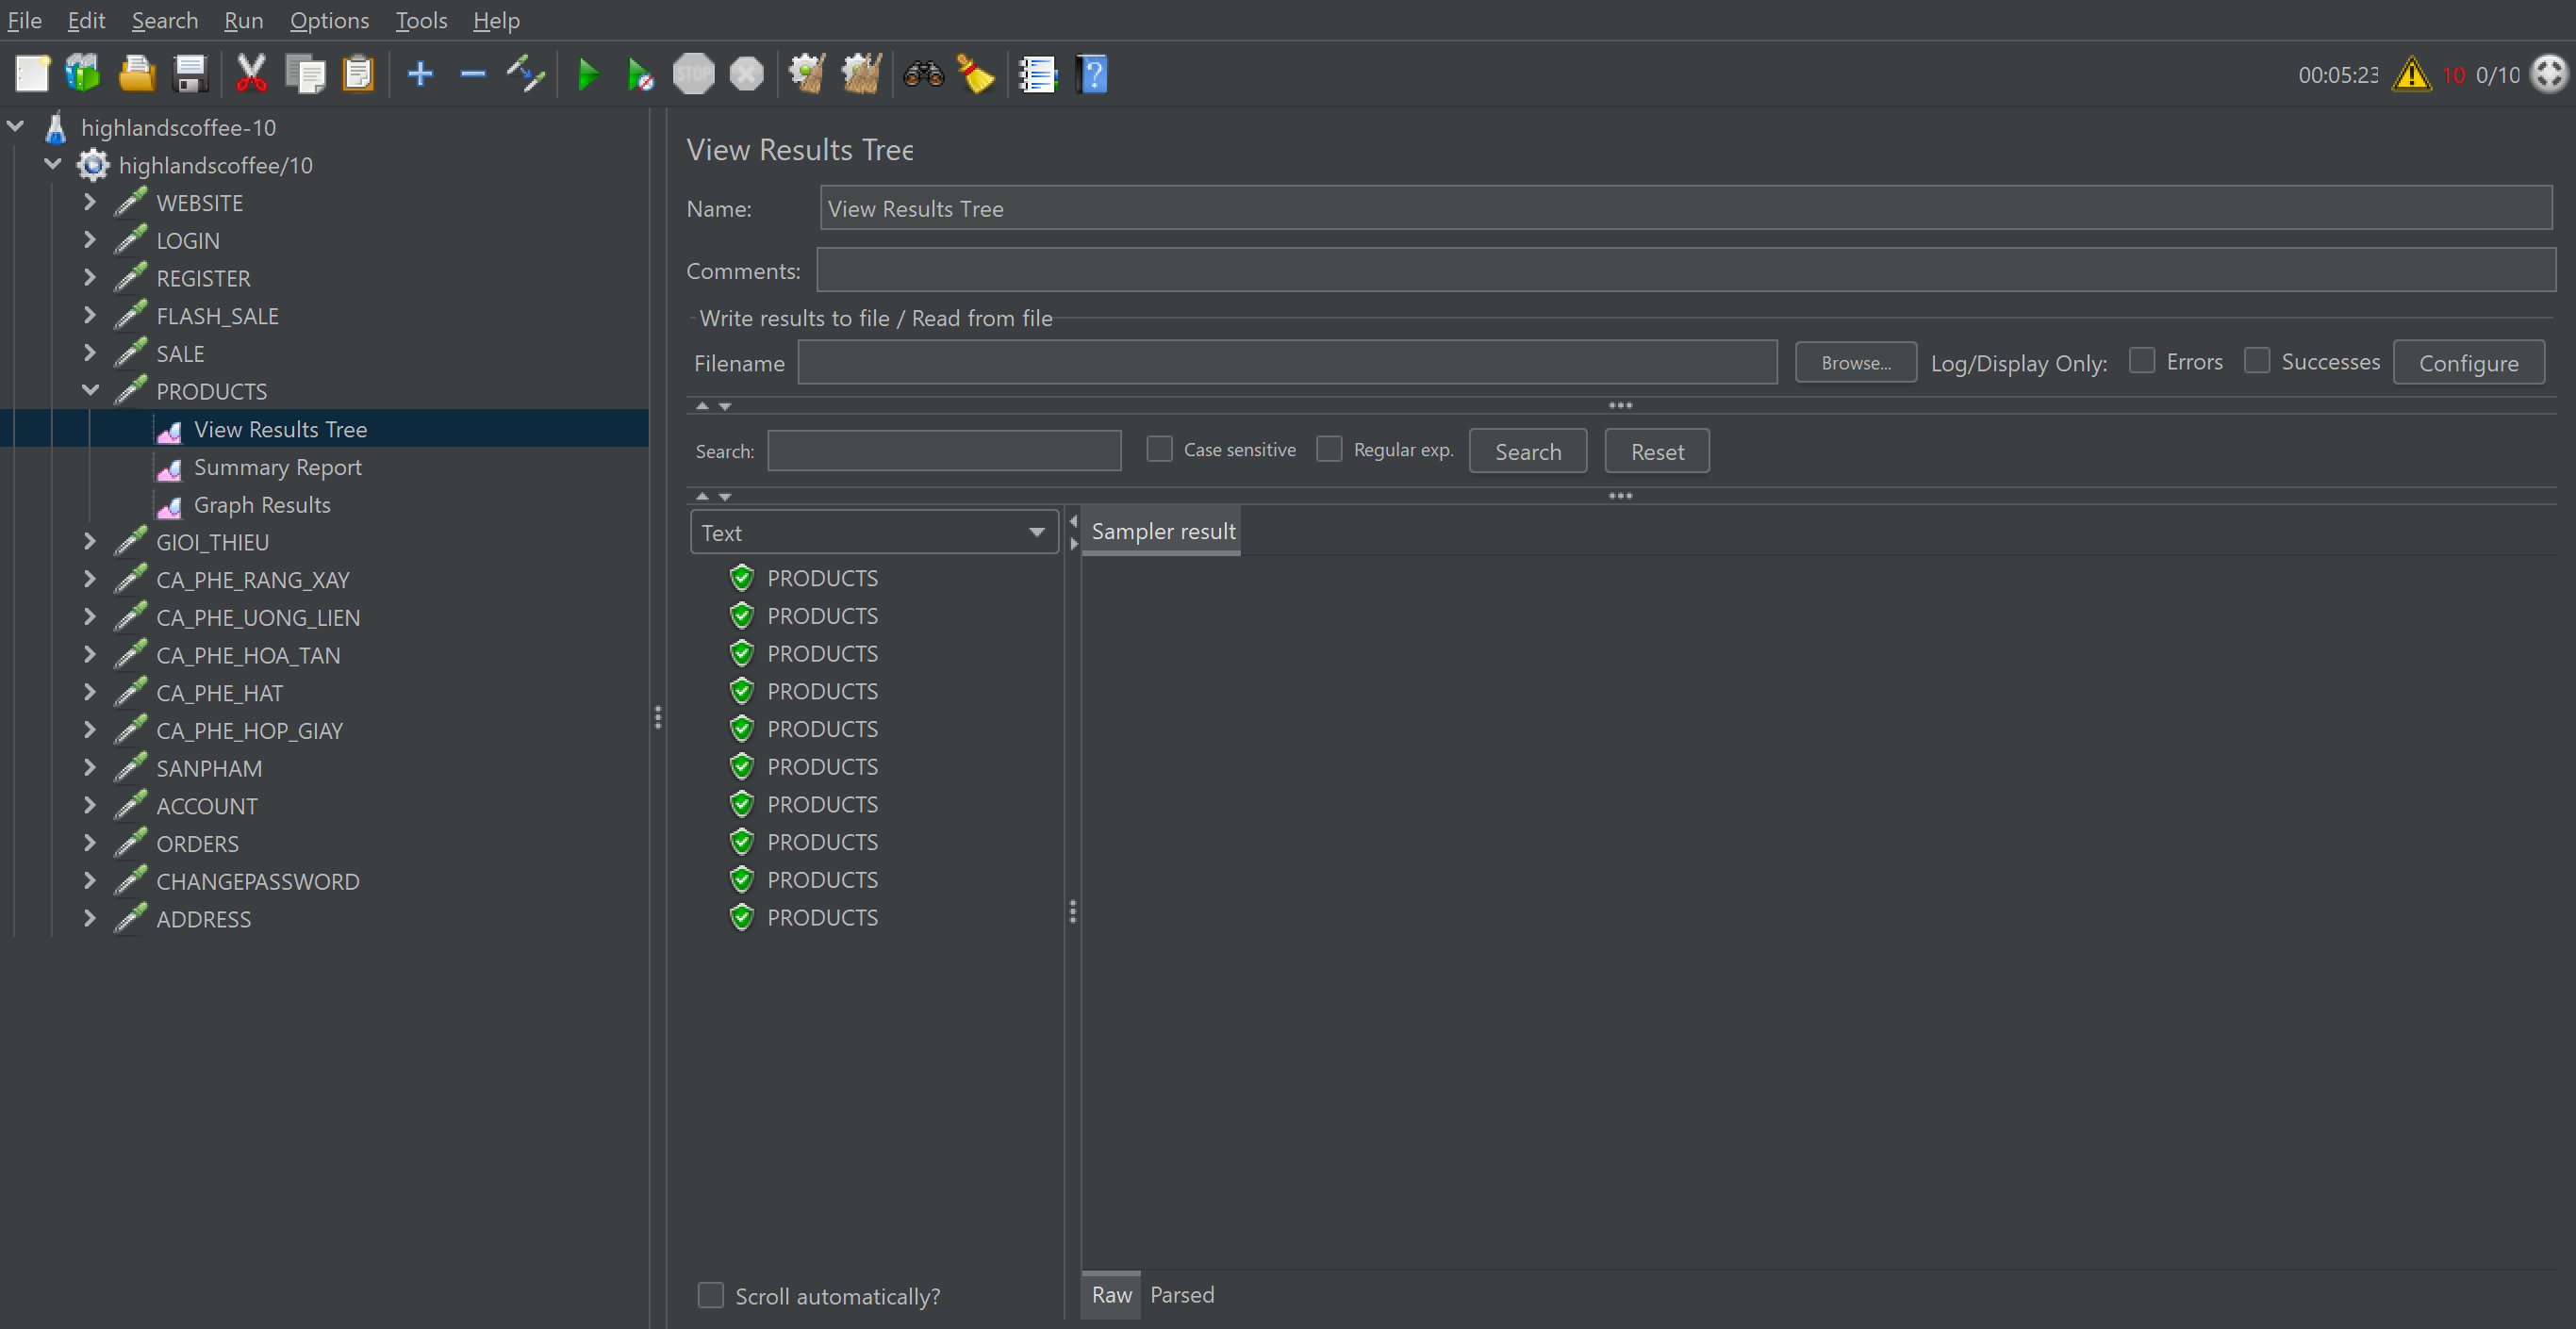 File Edit Search Run Options Tools Help
STOP
00:05:23 10 0/10
highlandscoffee-10
highlandscoffee/10
WEBSITE
LOGIN
REGISTER
FLASH_SALE
SALE
PRODUCTS
View Results Tree
Summary Report
Graph Results
GIOI_THIEU
CA_PHE_RANG_XAY
CA_PHE_UONG_LIEN
CA_PHE_HOA_TAN
CA_PHE_HAT
CA_PHE_HOP_GIAY
SANPHAM
ACCOUNT
ORDERS
CHANGEPASSWORD
ADDRESS
View Results Tree
Name: View Results Tree
Comments:
Write results to file / Read from file
Filename Browse... Log/Display Only: Errors Successes Configure
Search: Case sensitive Regular exp. Search Reset
Text
PRODUCTS
PRODUCTS
PRODUCTS
PRODUCTS
PRODUCTS
PRODUCTS
PRODUCTS
PRODUCTS
PRODUCTS
PRODUCTS
Scroll automatically?
Sampler result
Raw Parsed